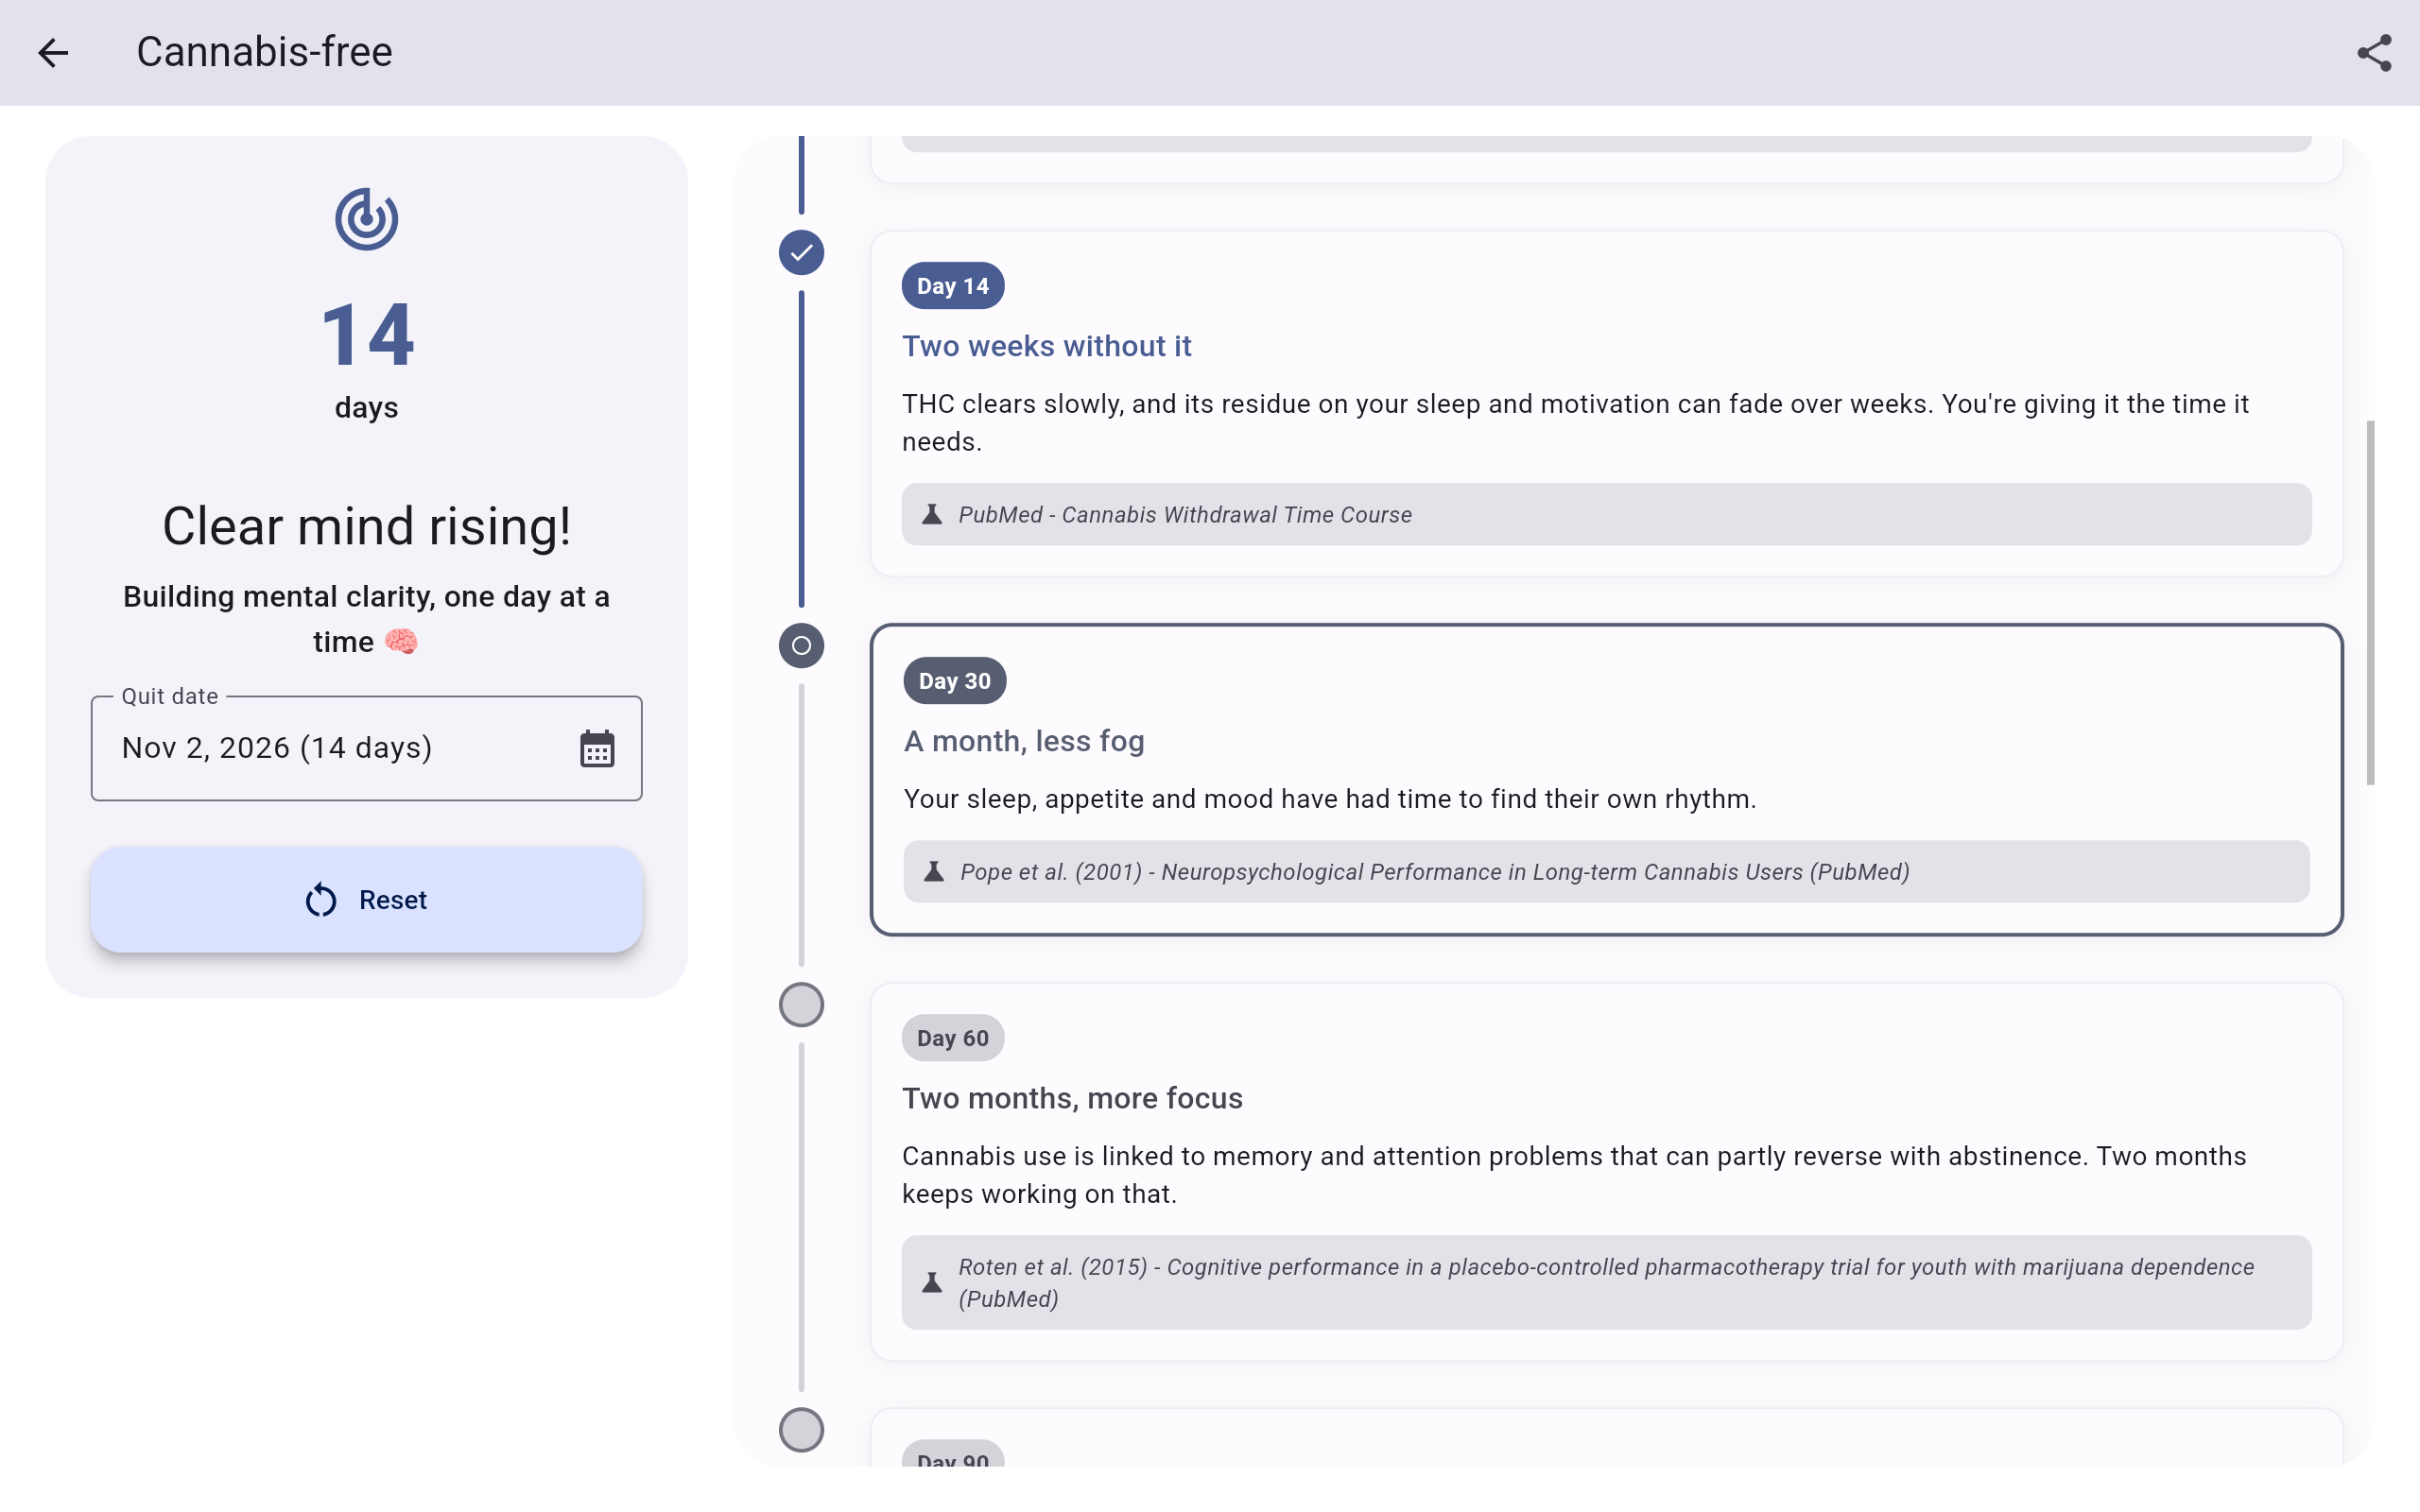 Cannabis-free
14
days
Clear mind rising!
Building mental clarity, one day at a
time 🧠
Quit date
Nov 2, 2026 (14 days)
Reset
Day 14
Two weeks without it
THC clears slowly, and its residue on your sleep and motivation can fade over weeks. You're giving it the time it
needs.
PubMed - Cannabis Withdrawal Time Course
Day 30
A month, less fog
Your sleep, appetite and mood have had time to find their own rhythm.
Pope et al. (2001) - Neuropsychological Performance in Long-term Cannabis Users (PubMed)
Day 60
Two months, more focus
Cannabis use is linked to memory and attention problems that can partly reverse with abstinence. Two months
keeps working on that.
Roten et al. (2015) - Cognitive performance in a placebo-controlled pharmacotherapy trial for youth with marijuana dependence
(PubMed)
Day 90